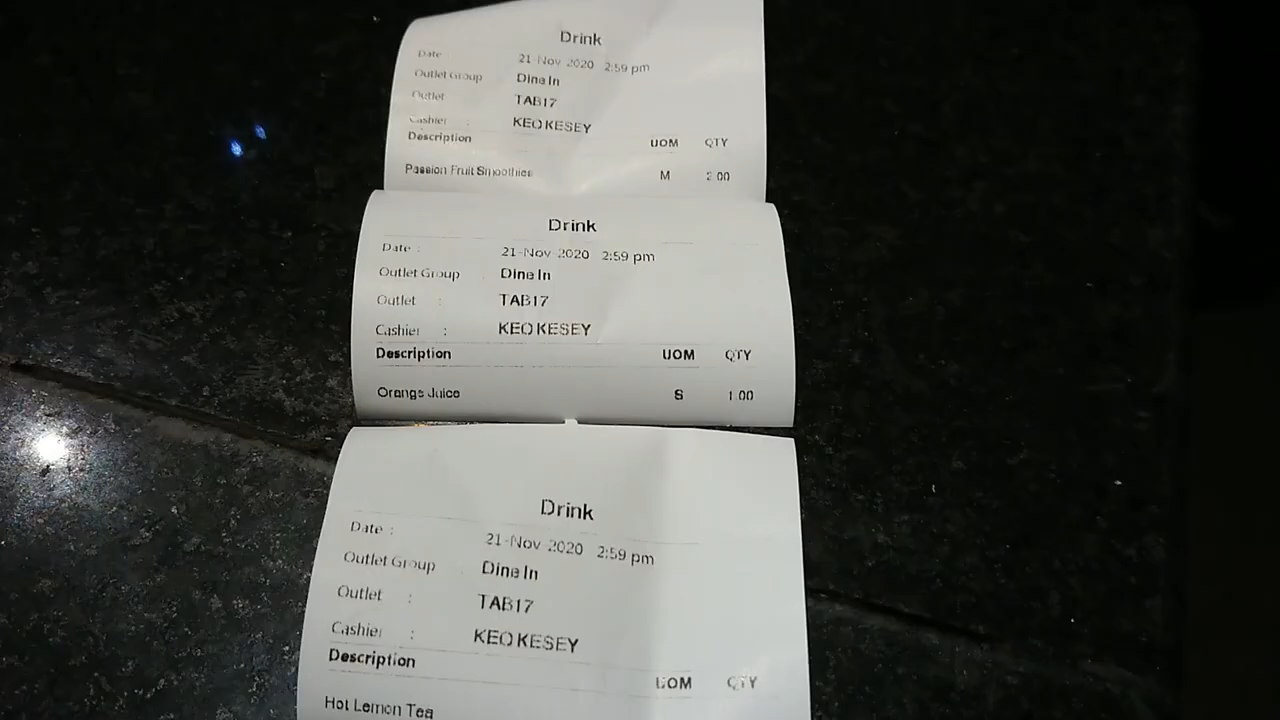 Drink
Date : 21-Nov-2020 2:59 pm
Outlet Group Dine In
Outlet TAB17
Cashier : KEO KESEY
Description UOM QTY
Passion Fruit Smoothies M 2.00
Drink
Date : 21-Nov-2020 2:59 pm
Outlet Group : Dine In
Outlet : TAB17
Cashier : KEO KESEY
Description UOM QTY
Orange Juice S 1.00
Drink
Date : 21-Nov-2020 2:59 pm
Outlet Group : Dine In
Outlet : TAB17
Cashier : KEO KESEY
Description UOM QTY
Hot Lemon Tea